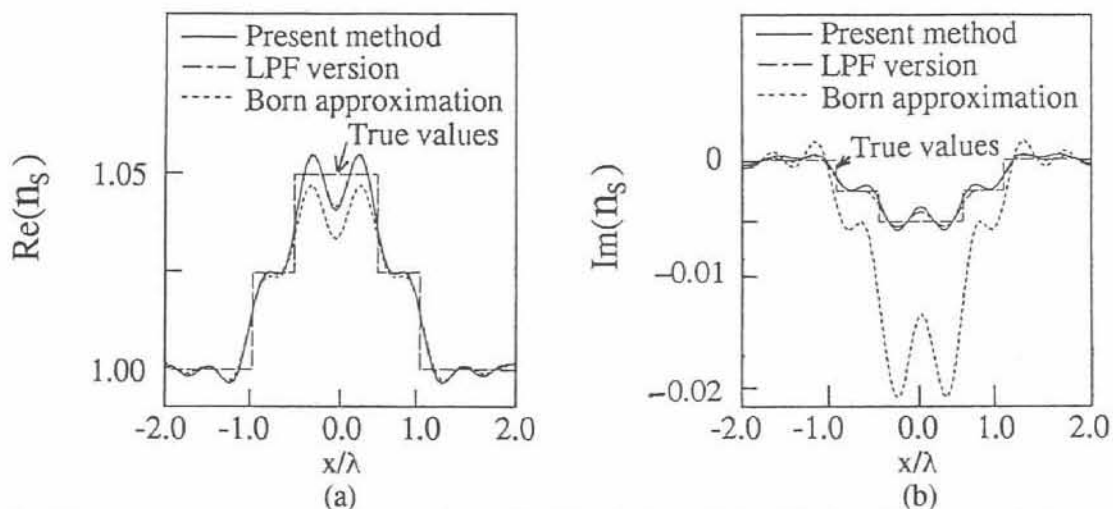 Present method
LPF version
Born approximation
True values
Re(nₛ)
1.05
1.00
-2.0 -1.0 0.0 1.0 2.0
x/λ
(a)
Present method
LPF version
Born approximation
True values
Im(nₛ)
0
-0.01
-0.02
-2.0 -1.0 0.0 1.0 2.0
x/λ
(b)